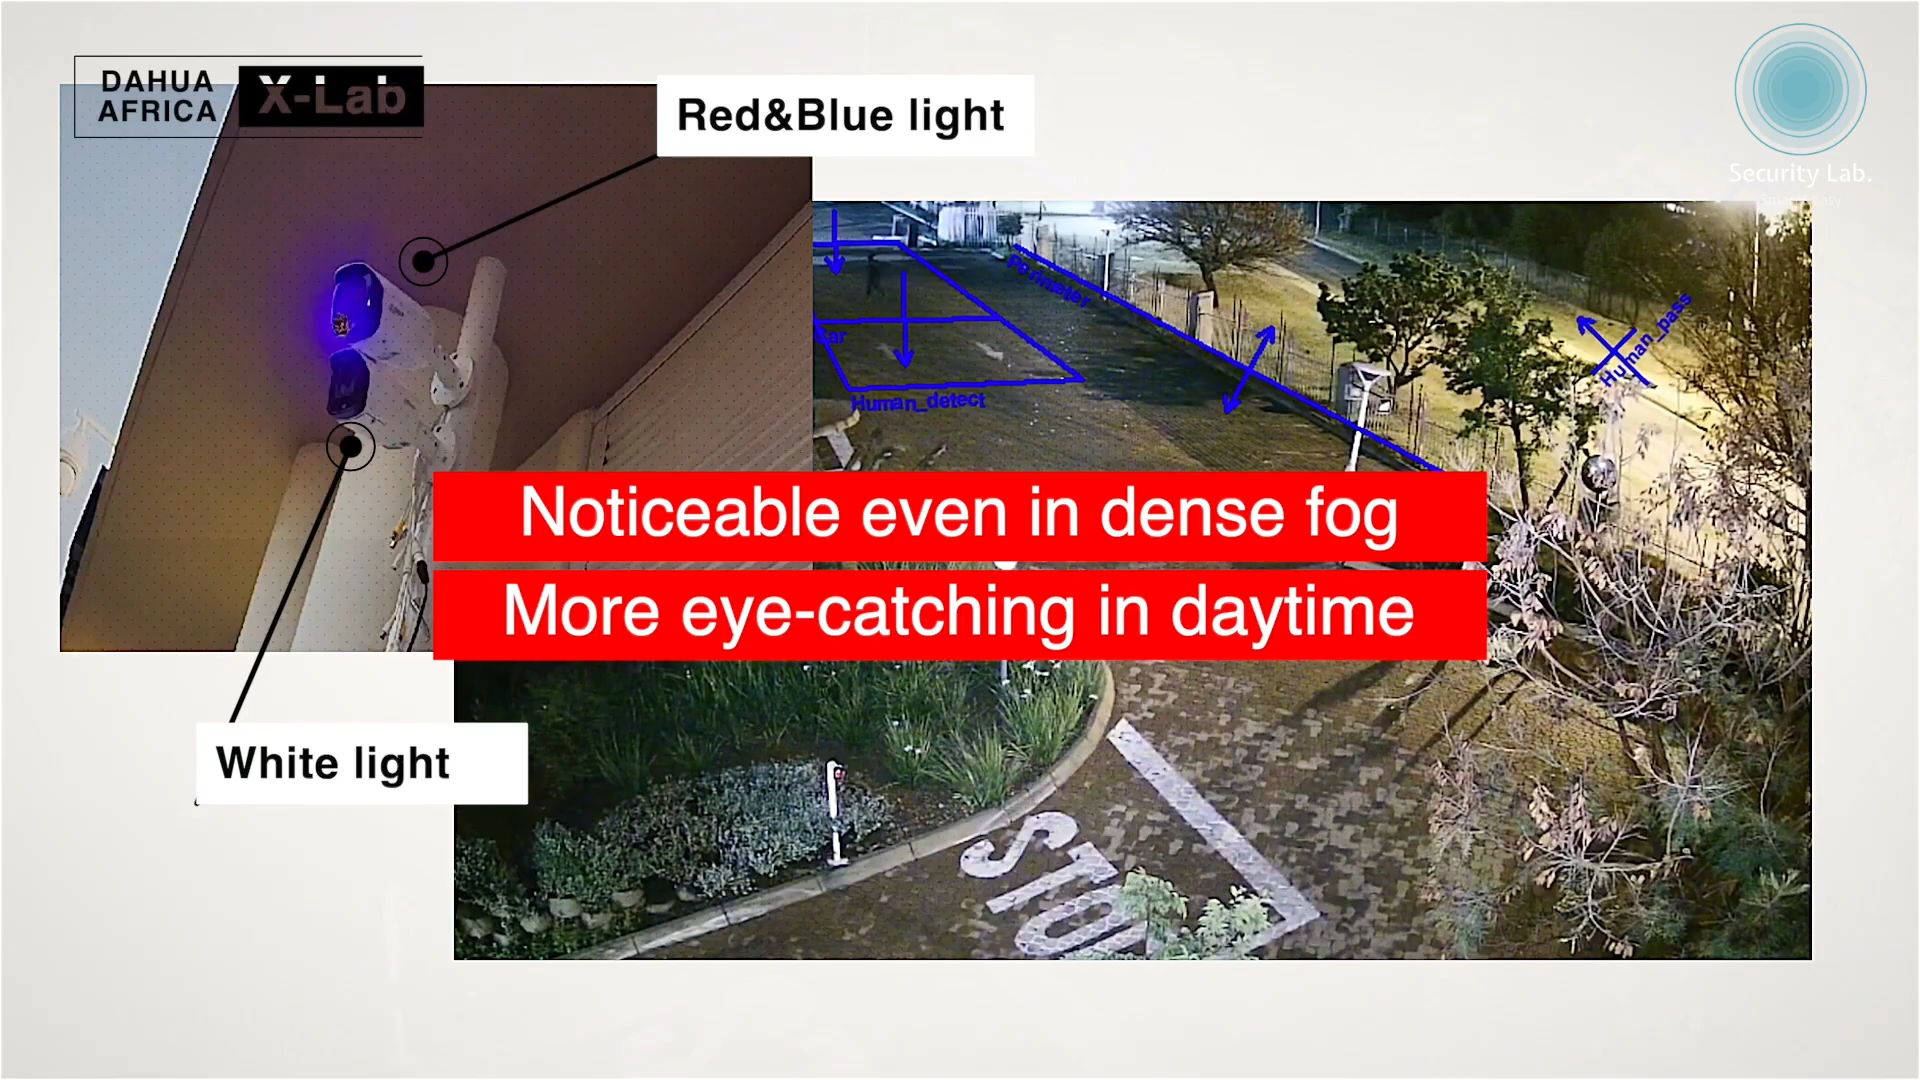 DAHUA
AFRICA
X-Lab
Red&Blue light
Security Lab.
Perimeter
Human_pass
Human_detect
Noticeable even in dense fog
More eye-catching in daytime
White light
STOP